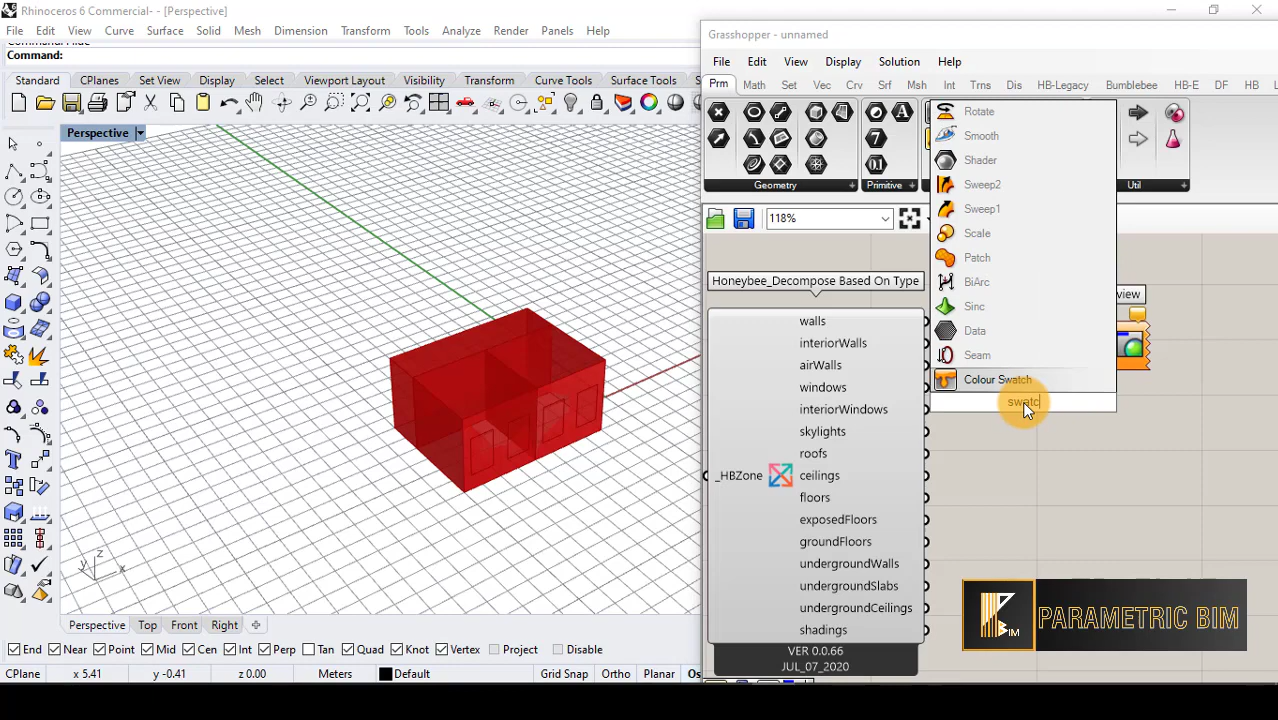 Rhinoceros 6 Commercial- - [Perspective]
File Edit View Curve Surface Solid Mesh Dimension Transform Tools Analyze Render Panels Help
Command:
Standard CPlanes Set View Display Select Viewport Layout Visibility Transform Curve Tools Surface Tools
Perspective
z
y
x
Perspective Top Front Right
End Near Point Mid Cen Int Perp Tan Quad Knot Vertex Project Disable
CPlane x 5.41 y -0.41 z 0.00 Meters Default Grid Snap Ortho Planar Os
Grasshopper - unnamed
File Edit View Display Solution Help
Prm Math Set Vec Crv Srf Msh Int Trns Dis HB-Legacy Bumblebee HB-E DF HB
Geometry Primitive Util
118%
Rotate
Smooth
Shader
Sweep2
Sweep1
Scale
Patch
BiArc
Sinc
Data
Seam
Colour Swatch
swatc
view
Honeybee_Decompose Based On Type
_HBZone
walls
interiorWalls
airWalls
windows
interiorWindows
skylights
roofs
ceilings
floors
exposedFloors
groundFloors
undergroundWalls
undergroundSlabs
undergroundCeilings
shadings
VER 0.0.66
JUL_07_2020
BIM
PARAMETRIC BIM